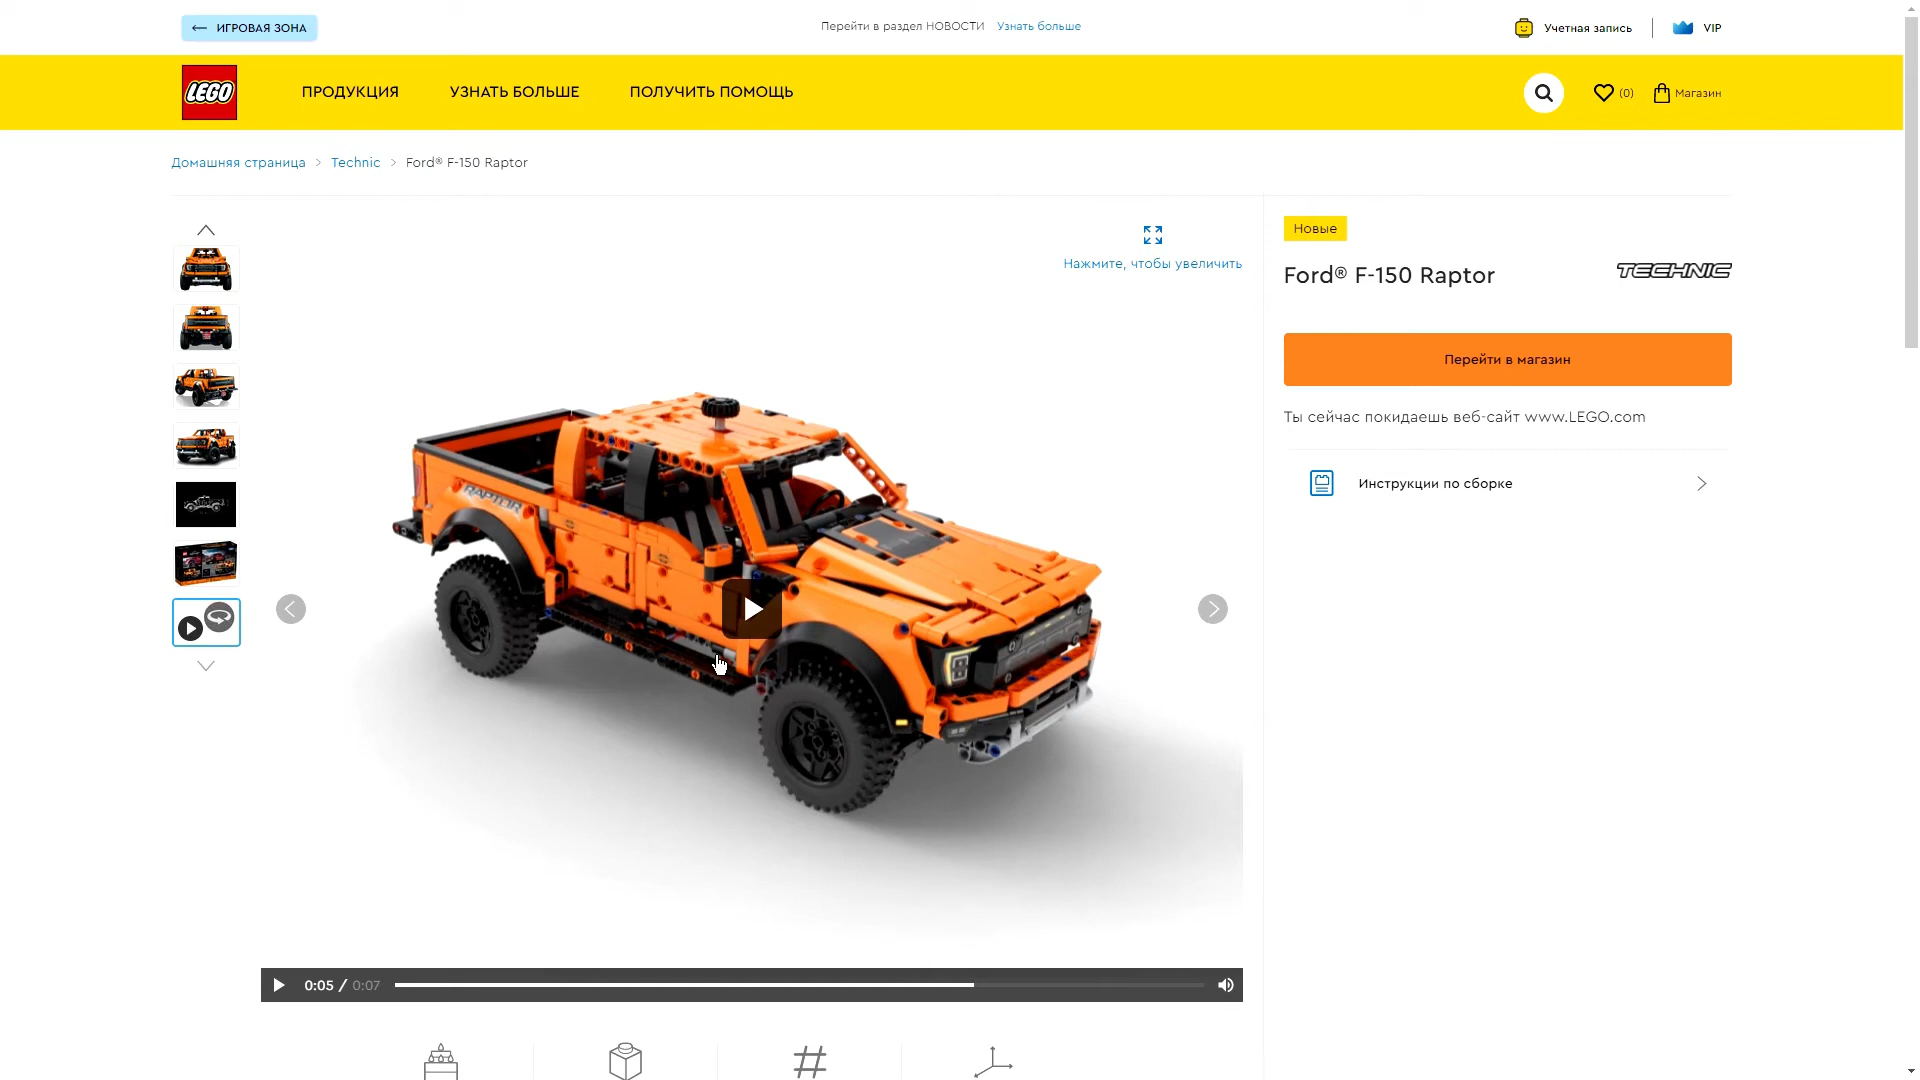 ИГРОВАЯ ЗОНА
Перейти в раздел НОВОСТИ Узнать больше
Учетная запись
VIP
LEGO
ПРОДУКЦИЯ
УЗНАТЬ БОЛЬШЕ
ПОЛУЧИТЬ ПОМОЩЬ
(0)
Магазин
Домашняя страница > Technic > Ford® F-150 Raptor
Нажмите, чтобы увеличить
Новые
Ford® F-150 Raptor
TECHNIC
Перейти в магазин
Ты сейчас покидаешь веб-сайт www.LEGO.com
Инструкции по сборке
RAPTOR
0:05 / 0:07